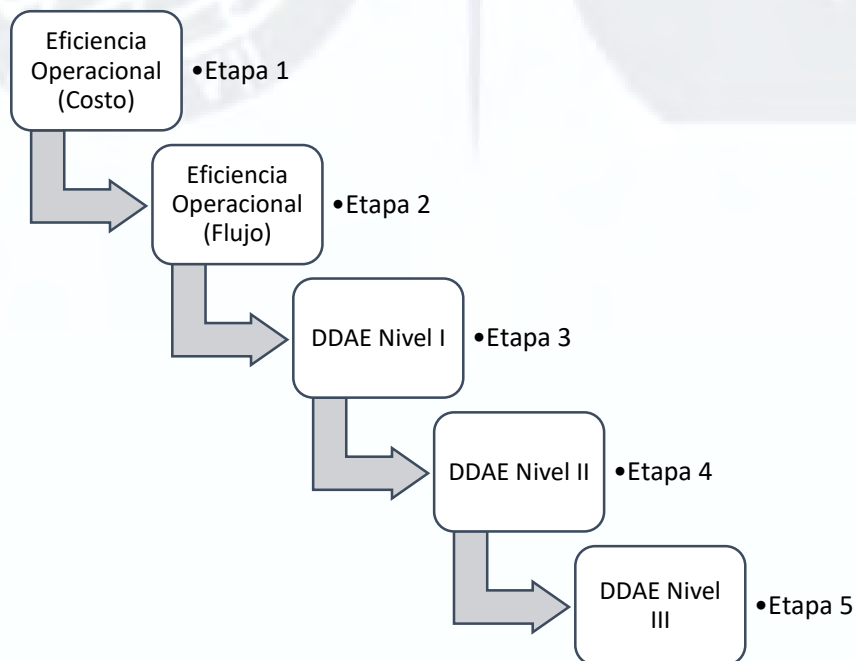 Eficiencia
Operacional
(Costo)
•Etapa 1
Eficiencia
Operacional
(Flujo)
•Etapa 2
DDAE Nivel I
•Etapa 3
DDAE Nivel II
•Etapa 4
DDAE Nivel
III
•Etapa 5